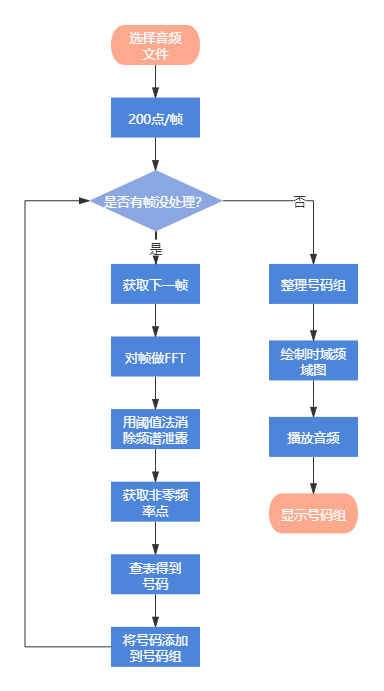 选择音频
文件
200点/帧
是否有帧没处理？
否
是
获取下一帧
对帧做FFT
用阈值法消
除频谱泄露
获取非零频
率点
查表得到
号码
将号码添加
到号码组
整理号码组
绘制时域频
域图
播放音频
显示号码组